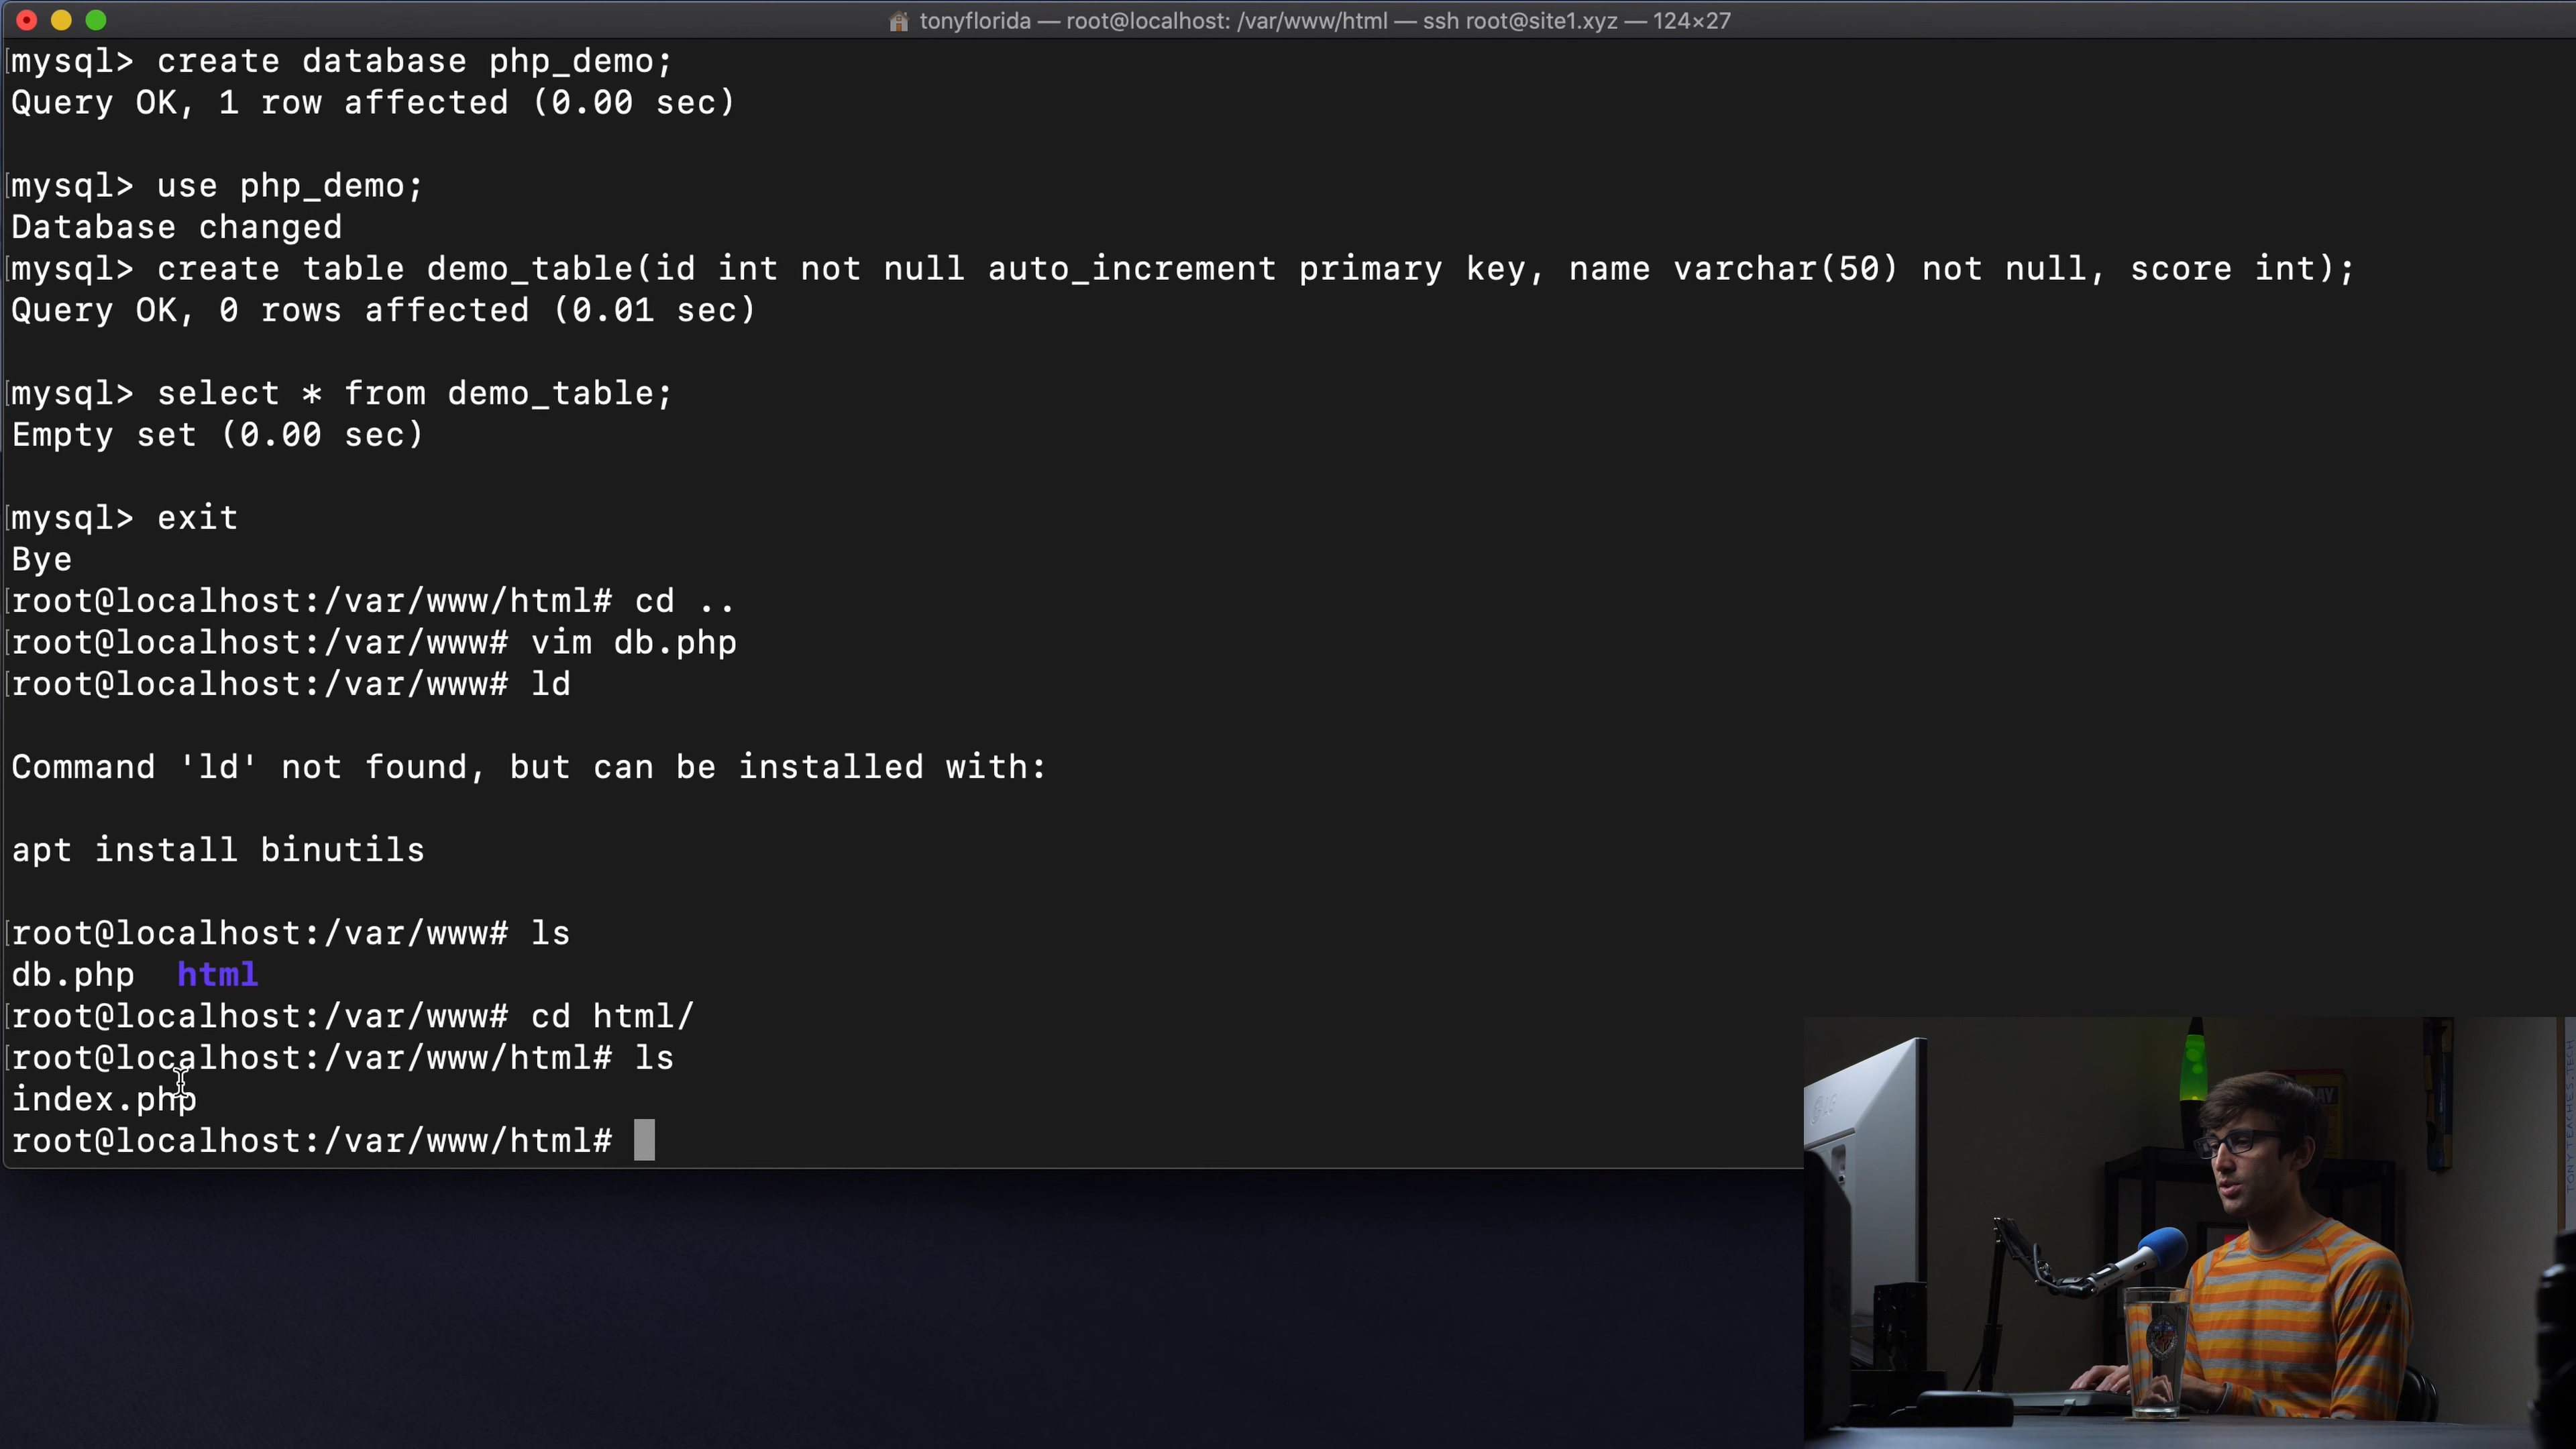 tonyflorida — root@localhost: /var/www/html — ssh root@site1.xyz — 124×27
mysql> create database php_demo;
Query OK, 1 row affected (0.00 sec)
mysql> use php_demo;
Database changed
mysql> create table demo_table(id int not null auto_increment primary key, name varchar(50) not null, score int);
Query OK, 0 rows affected (0.01 sec)
mysql> select * from demo_table;
Empty set (0.00 sec)
mysql> exit
Bye
root@localhost:/var/www/html# cd ..
root@localhost:/var/www# vim db.php
root@localhost:/var/www# ld
Command 'ld' not found, but can be installed with:
apt install binutils
root@localhost:/var/www# ls
db.php  html
root@localhost:/var/www# cd html/
root@localhost:/var/www/html# ls
index.php
root@localhost:/var/www/html#
LG
TONYTEACHES.TECH